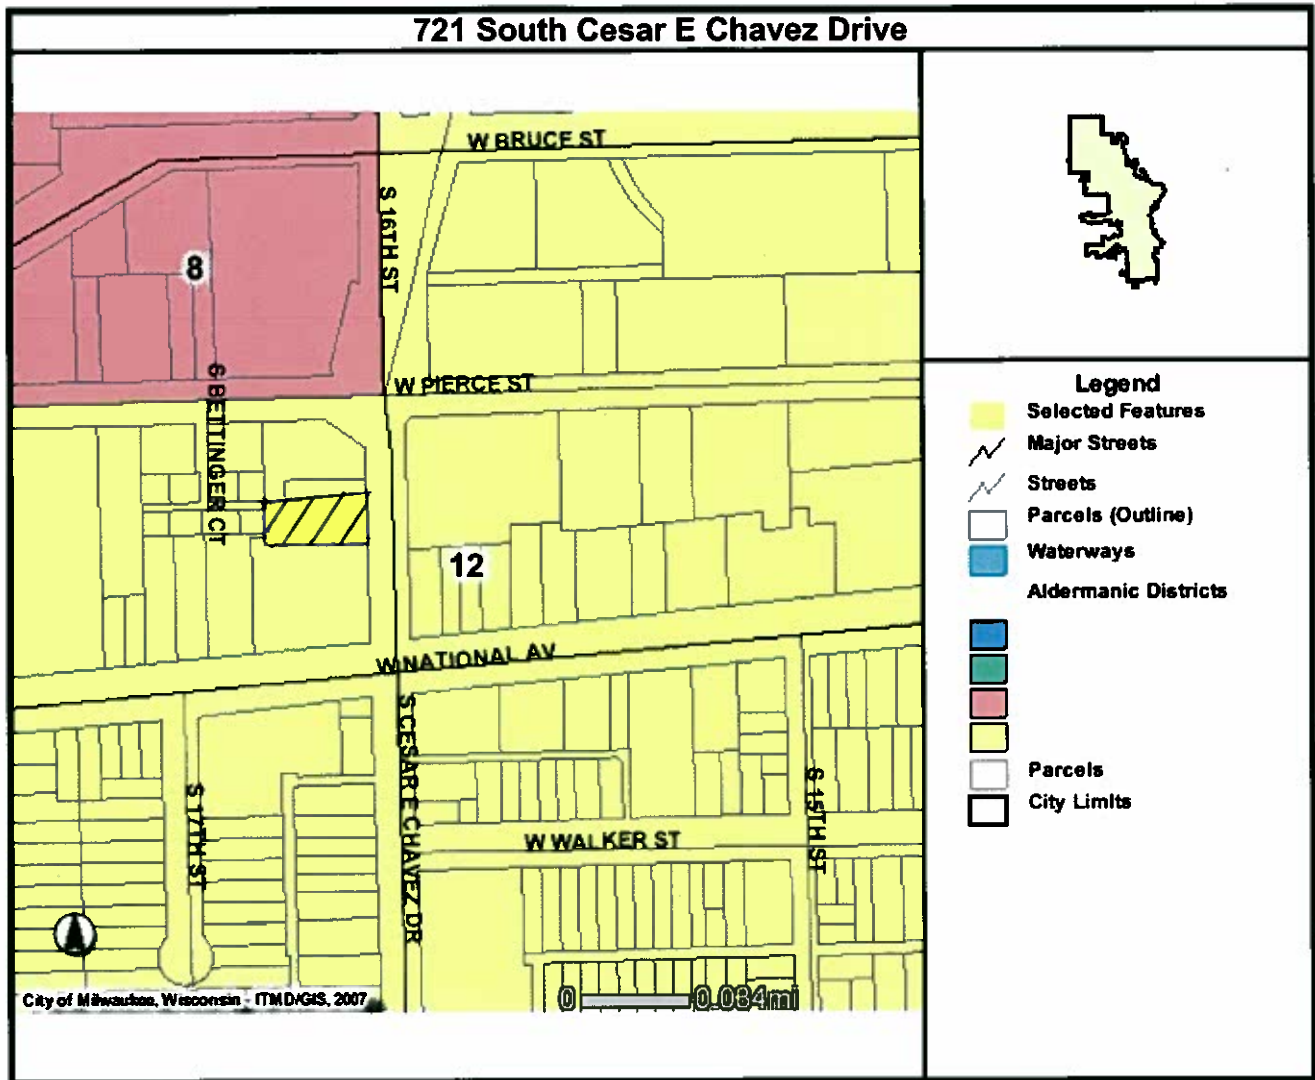 721 South Cesar E Chavez Drive
W BRUCE ST
S 16TH ST
8
W PIERCE ST
S BETTINGER CT
12
W NATIONAL AV
S CESAR E CHAVEZ DR
S 17TH ST
S 15TH ST
W WALKER ST
City of Milwaukee, Wisconsin - ITMD/GIS, 2007
0 0.084mi
Legend
Selected Features
Major Streets
Streets
Parcels (Outline)
Waterways
Aldermanic Districts
Parcels
City Limits